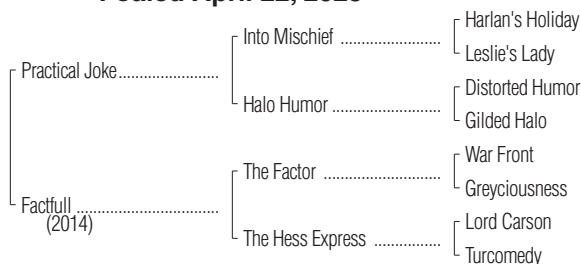 Foaled April 22,
Harlan's Holiday
Into Mischief ..........................
Leslie's Lady
Practical Joke..........................
Distorted Humor
Halo Humor ..........................
Gilded Halo
War Front
The Factor ..........................
Greyciousness
Factfull ..........................
(2014)
Lord Carson
The Hess Express ................
Turcomedy